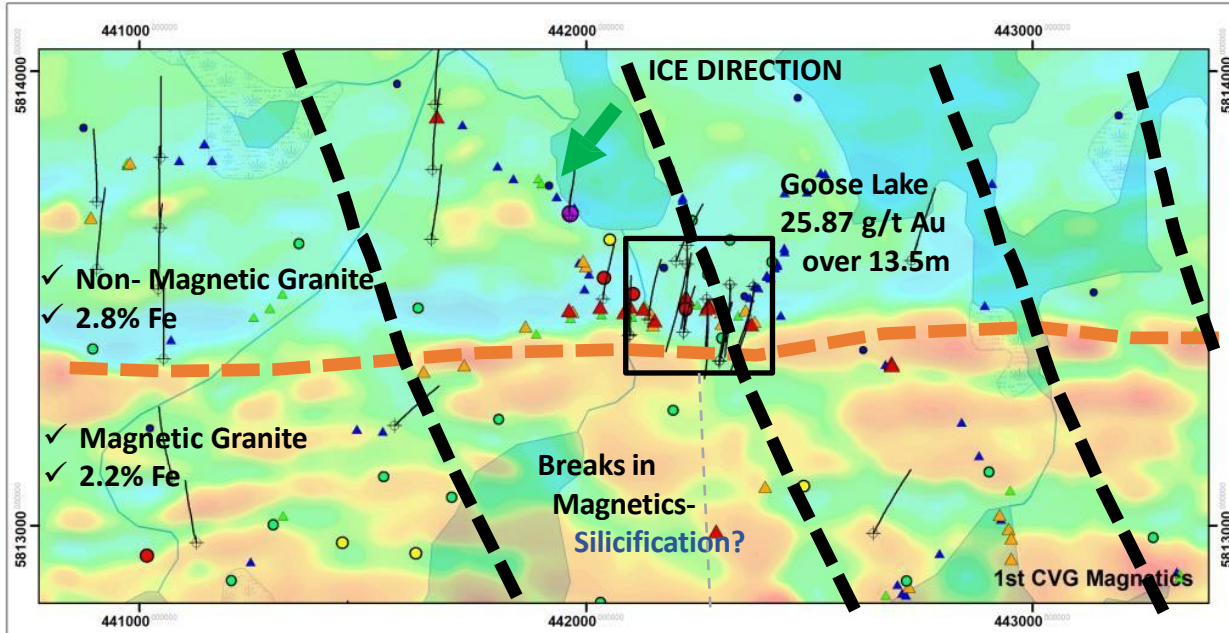 441000
442000
443000
5814000
5814000
ICE DIRECTION
Goose Lake
25.87 g/t Au
over 13.5m
✓ Non- Magnetic Granite
✓ 2.8% Fe
✓ Magnetic Granite
✓ 2.2% Fe
Breaks in
Magnetics-
Silicification?
5813000
5813000
1st CVG Magnetics
441000
442000
443000